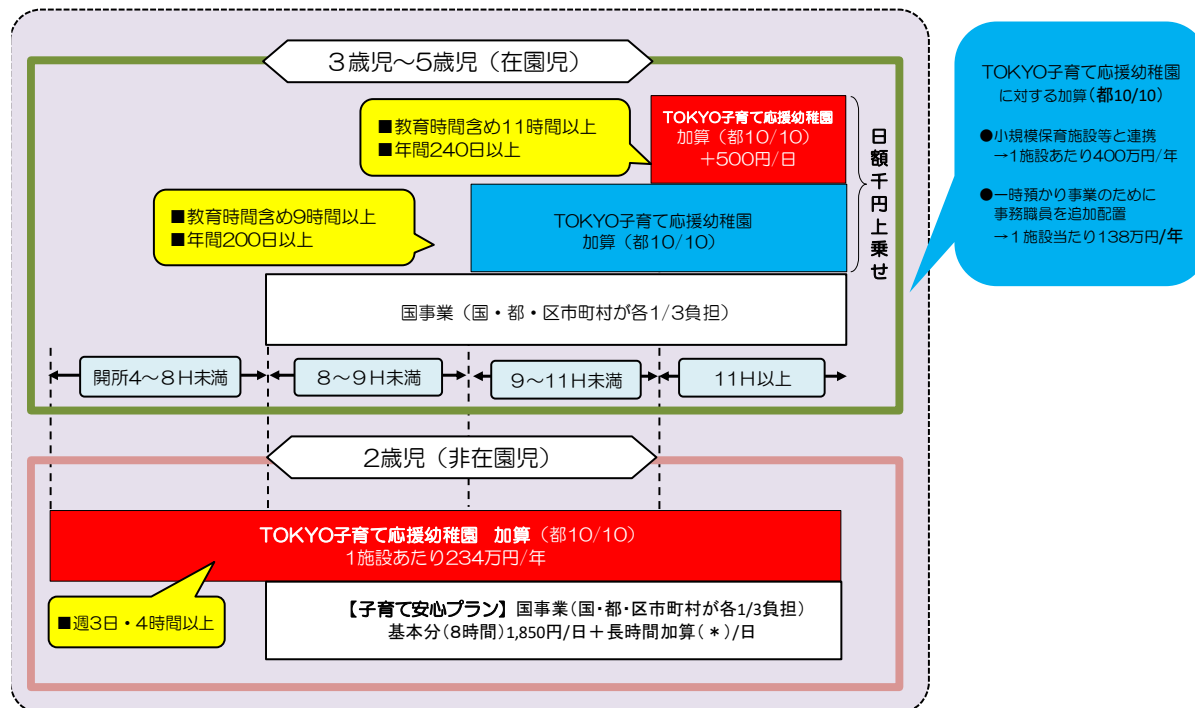 3歳児～5歳児（在園児）
■教育時間含め11時間以上
■年間240日以上
TOKYO子育て応援幼稚園
加算（都10/10）
＋500円/日
■教育時間含め9時間以上
■年間200日以上
TOKYO子育て応援幼稚園
加算（都10/10）
日額千円上乗せ
国事業（国・都・区市町村が各1/3負担）
開所4～8H未満
8～9H未満
9～11H未満
11H以上
2歳児（非在園児）
TOKYO子育て応援幼稚園　加算（都10/10）
1施設あたり234万円/年
■週3日・4時間以上
【子育て安心プラン】国事業(国・都・区市町村が各1/3負担)
基本分(8時間)1,850円/日＋長時間加算(＊)/日
TOKYO子育て応援幼稚園
に対する加算(都10/10)
●小規模保育施設等と連携
→1施設あたり400万円/年
●一時預かり事業のために
事務職員を追加配置
→1施設当たり138万円/年